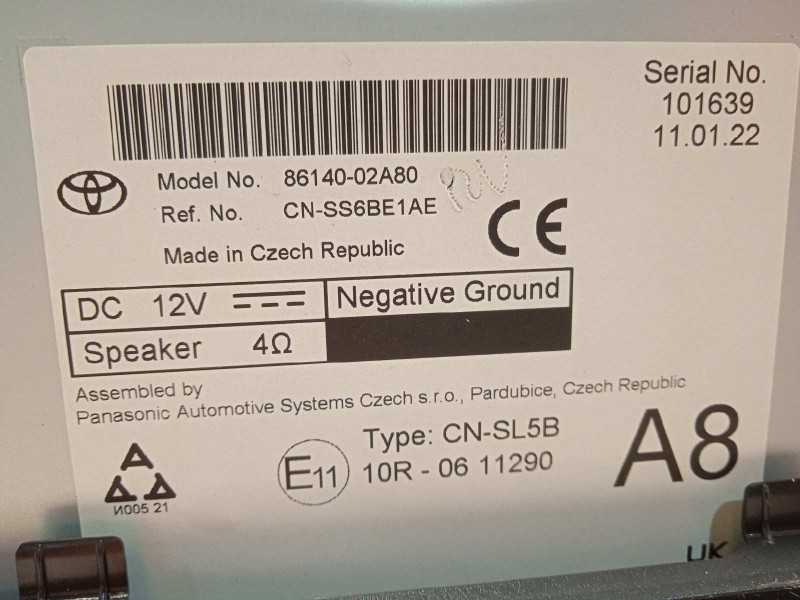 Serial No.
101639
11.01.22
Model No. 86140-02A80
Ref. No. CN-SS6BE1AE
CE
Made in Czech Republic
DC 12V Negative Ground
Speaker 4Ω
Assembled by
Panasonic Automotive Systems Czech s.r.o., Pardubice, Czech Republic
Type: CN-SL5B
E11 10R - 06 11290
A8
И005 21
UK